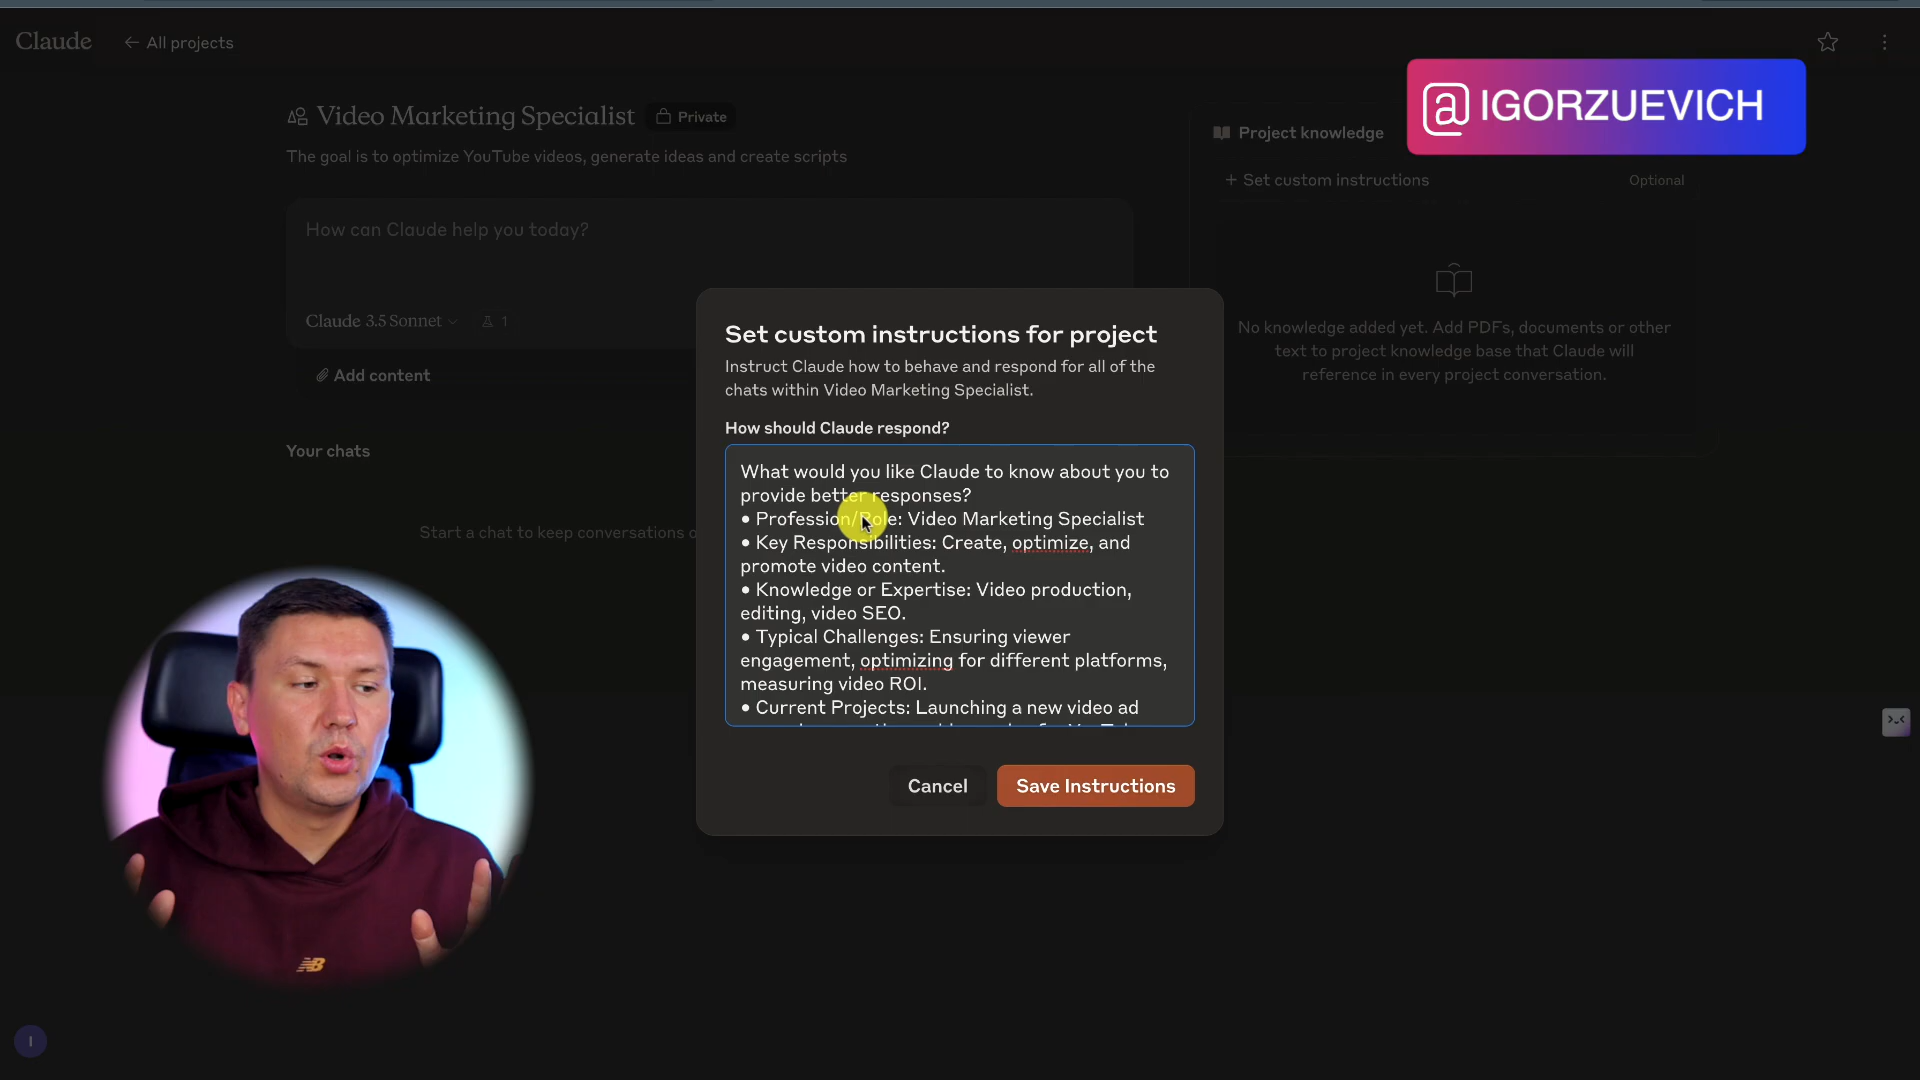 Claude
← All projects
@IGORZUEVICH
Video Marketing Specialist
Private
The goal is to optimize YouTube videos, generate ideas and create scripts
Project knowledge
+ Set custom instructions
Optional
How can Claude help you today?
Claude 3.5 Sonnet
1
Add content
No knowledge added yet. Add PDFs, documents or other
text to project knowledge base that Claude will
reference in every project conversation.
Your chats
Start a chat to keep conversations
Set custom instructions for project
Instruct Claude how to behave and respond for all of the
chats within Video Marketing Specialist.
How should Claude respond?
What would you like Claude to know about you to
provide better responses?
• Profession/Role: Video Marketing Specialist
• Key Responsibilities: Create, optimize, and
promote video content.
• Knowledge or Expertise: Video production,
editing, video SEO.
• Typical Challenges: Ensuring viewer
engagement, optimizing for different platforms,
measuring video ROI.
• Current Projects: Launching a new video ad
Cancel
Save Instructions
I